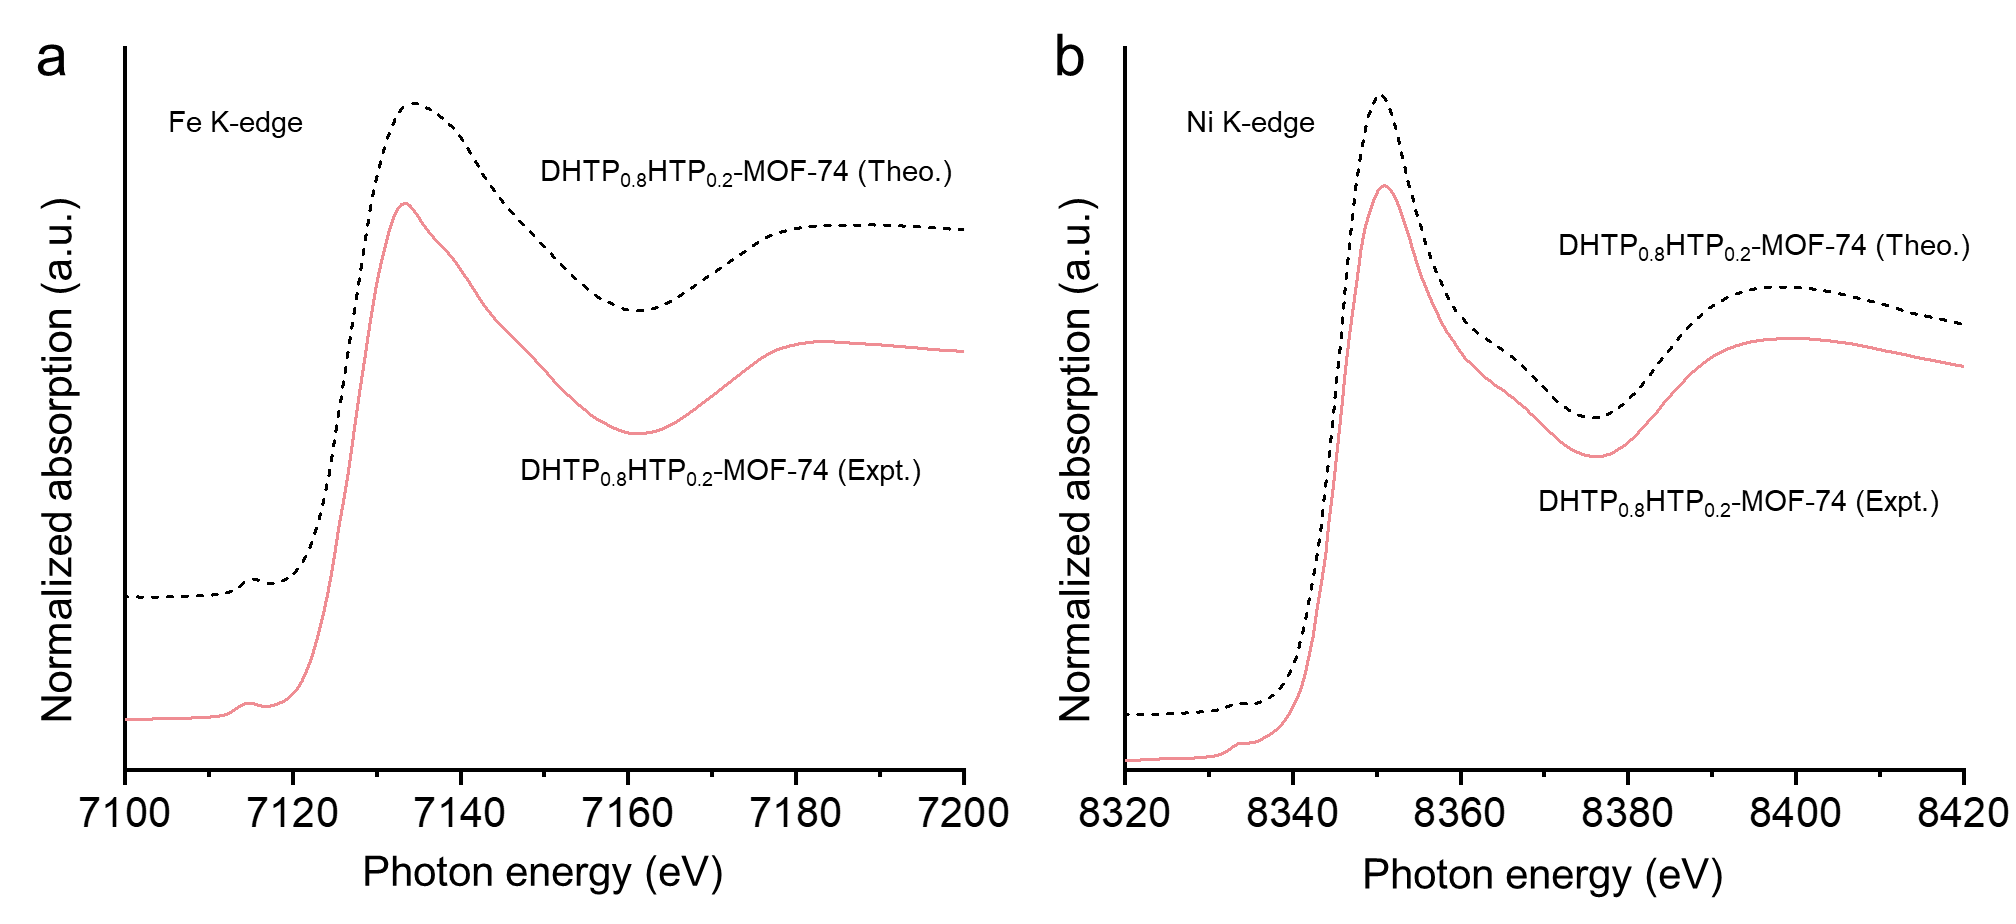 a
Fe K-edge
DHTP0.8HTP0.2-MOF-74 (Theo.)
DHTP0.8HTP0.2-MOF-74 (Expt.)
Normalized absorption (a.u.)
7100 7120 7140 7160 7180 7200
Photon energy (eV)
b
Ni K-edge
DHTP0.8HTP0.2-MOF-74 (Theo.)
DHTP0.8HTP0.2-MOF-74 (Expt.)
Normalized absorption (a.u.)
8320 8340 8360 8380 8400 8420
Photon energy (eV)